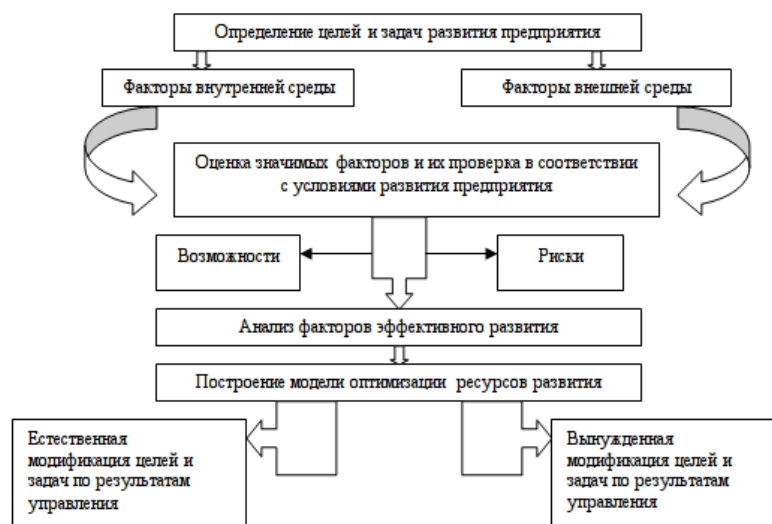 Определение целей и задач развития предприятия
Факторы внутренней среды
Факторы внешней среды
Оценка значимых факторов и их проверка в соответствии
с условиями развития предприятия
Возможности
Риски
Анализ факторов эффективного развития
Построение модели оптимизации ресурсов развития
Естественная
модификация целей и
задач по результатам
управления
Вынужденная
модификация целей и
задач по результатам
управления